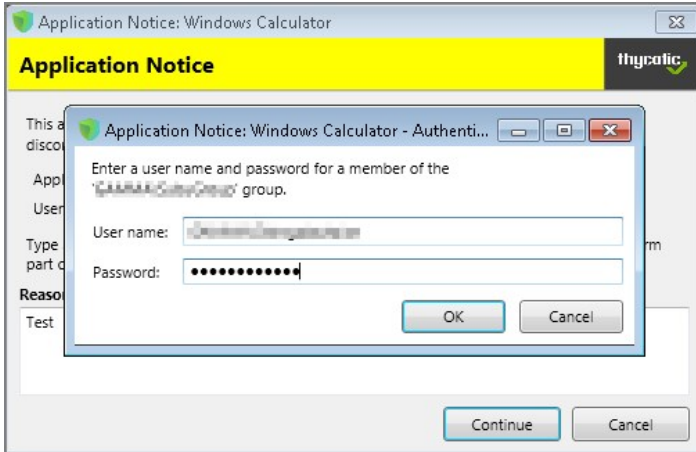 Application Notice: Windows Calculator
Application Notice
thycotic
This a
discou
Application Notice: Windows Calculator - Authenti...
Enter a user name and password for a member of the
' ' group.
Appl
User
User name:
Type
rm
part o
Password: ●●●●●●●●●●●●
Reason
OK
Cancel
Test
Continue
Cancel